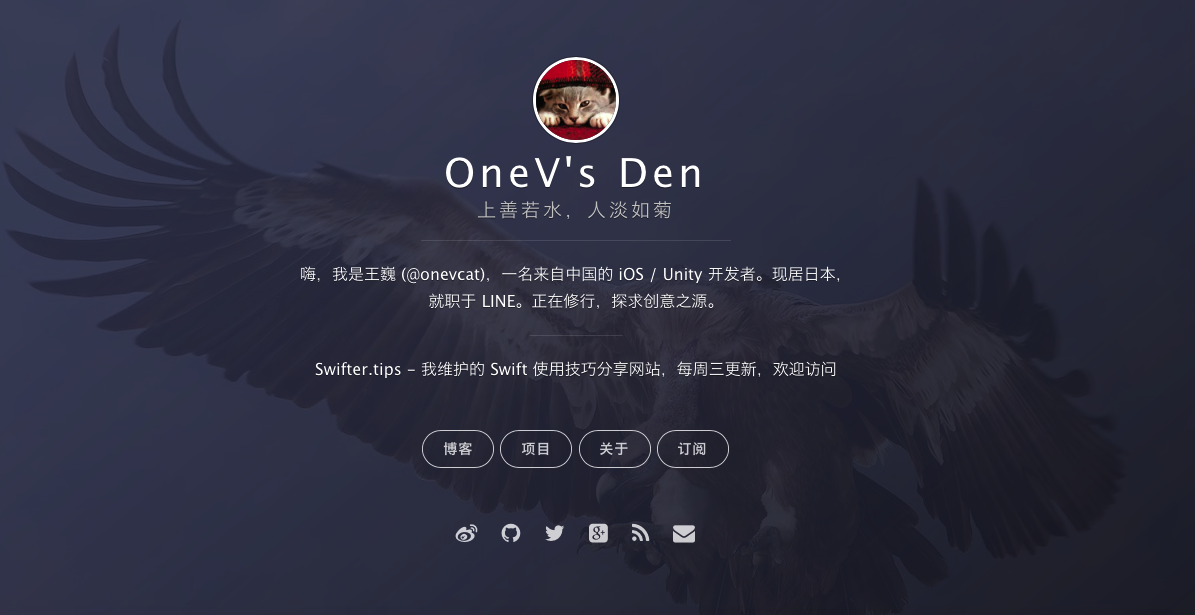 OneV's Den
上善若水，人淡如菊
嗨，我是王巍 (@onevcat)，一名来自中国的 iOS / Unity 开发者。现居日本，
就职于 LINE。正在修行，探求创意之源。
Swifter.tips - 我维护的 Swift 使用技巧分享网站，每周三更新，欢迎访问
博客 项目 关于 订阅